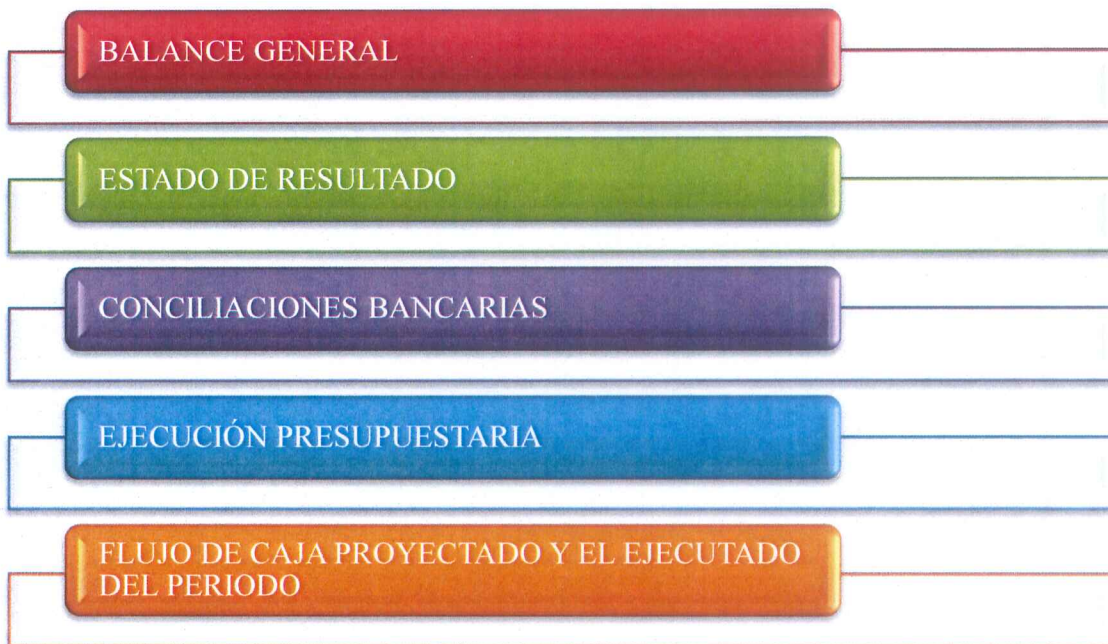 BALANCE GENERAL
ESTADO DE RESULTADO
CONCILIACIONES BANCARIAS
EJECUCIÓN PRESUPUESTARIA
FLUJO DE CAJA PROYECTADO Y EL EJECUTADO
DEL PERIODO